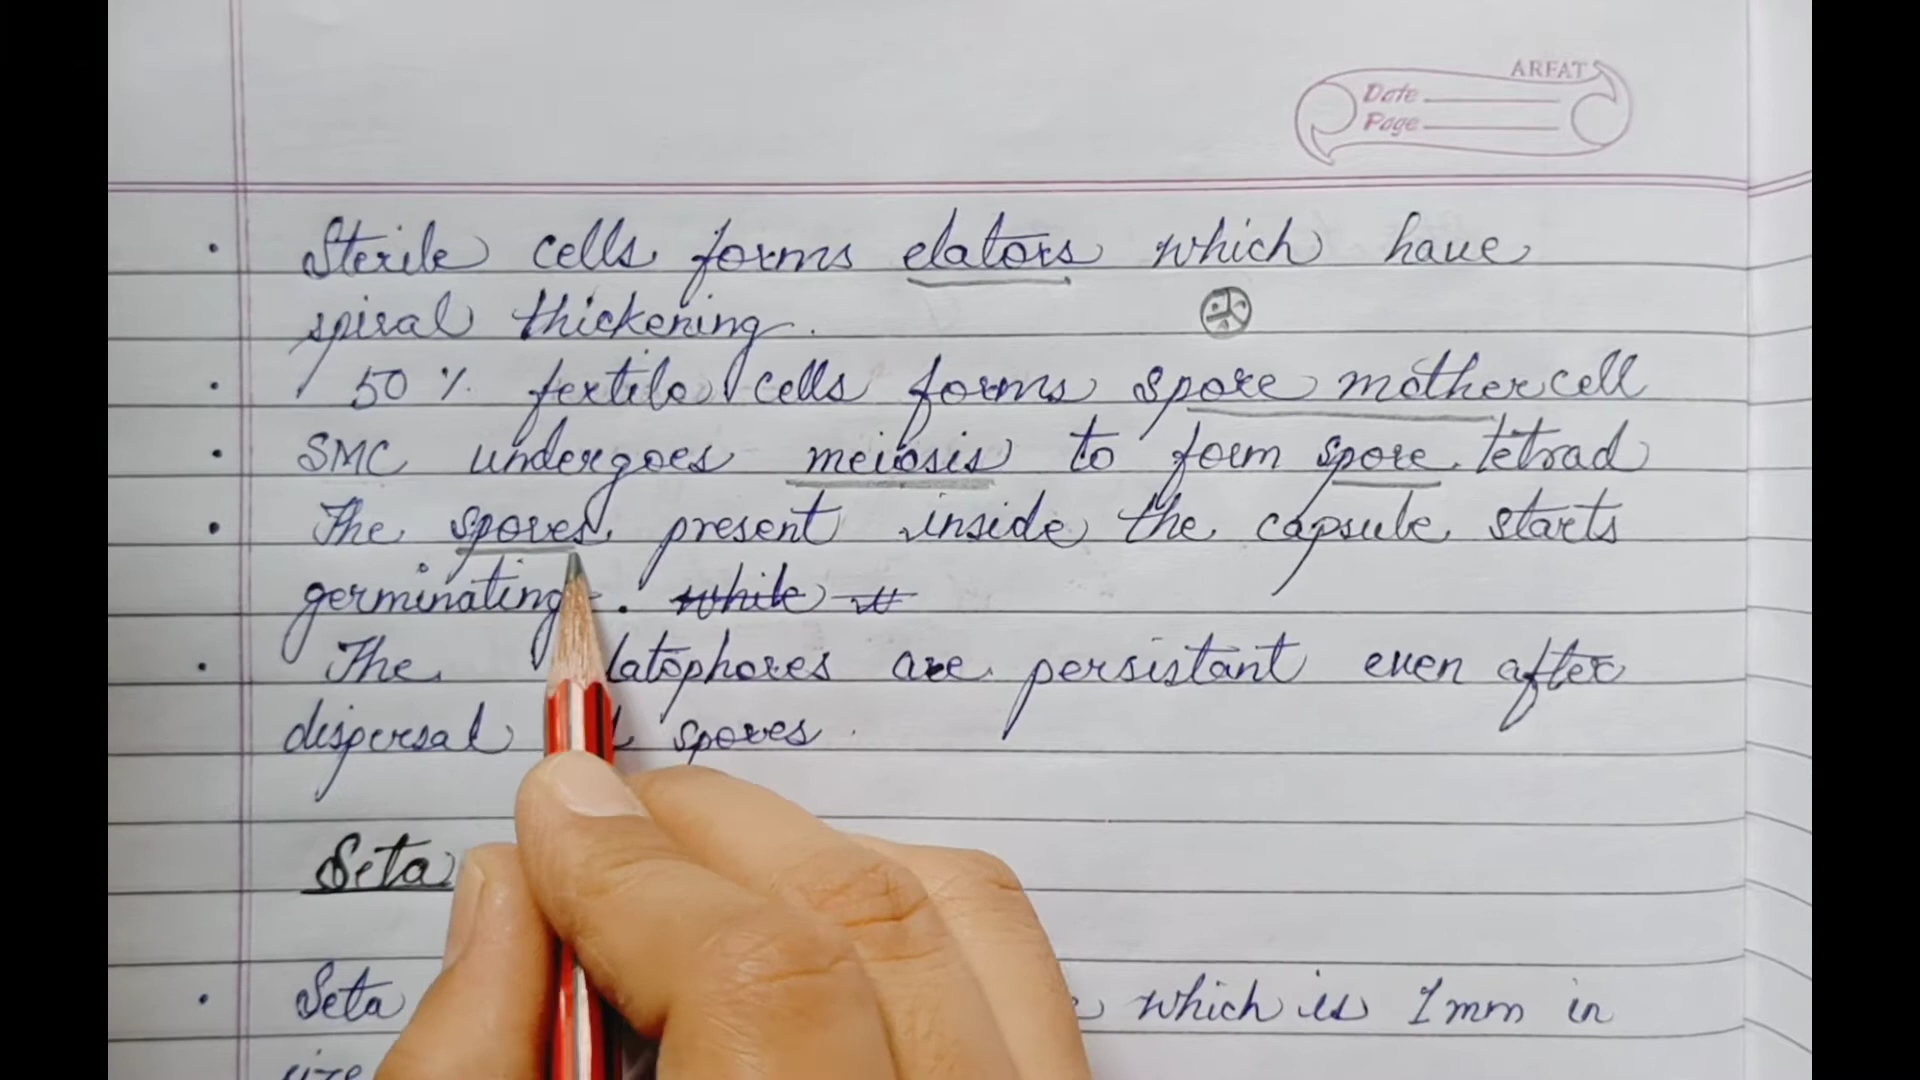 ARFAT
Date
Page
Sterile cells forms elators which have
spiral thickening.
50 % fertile cells forms spore mother cell
SMC undergoes meiosis to form spore tetrad
The spores present inside the capsule starts
germinating. while it
The latophores are persistant even after
dispersal spores.
Seta
Seta which is 1mm in
size